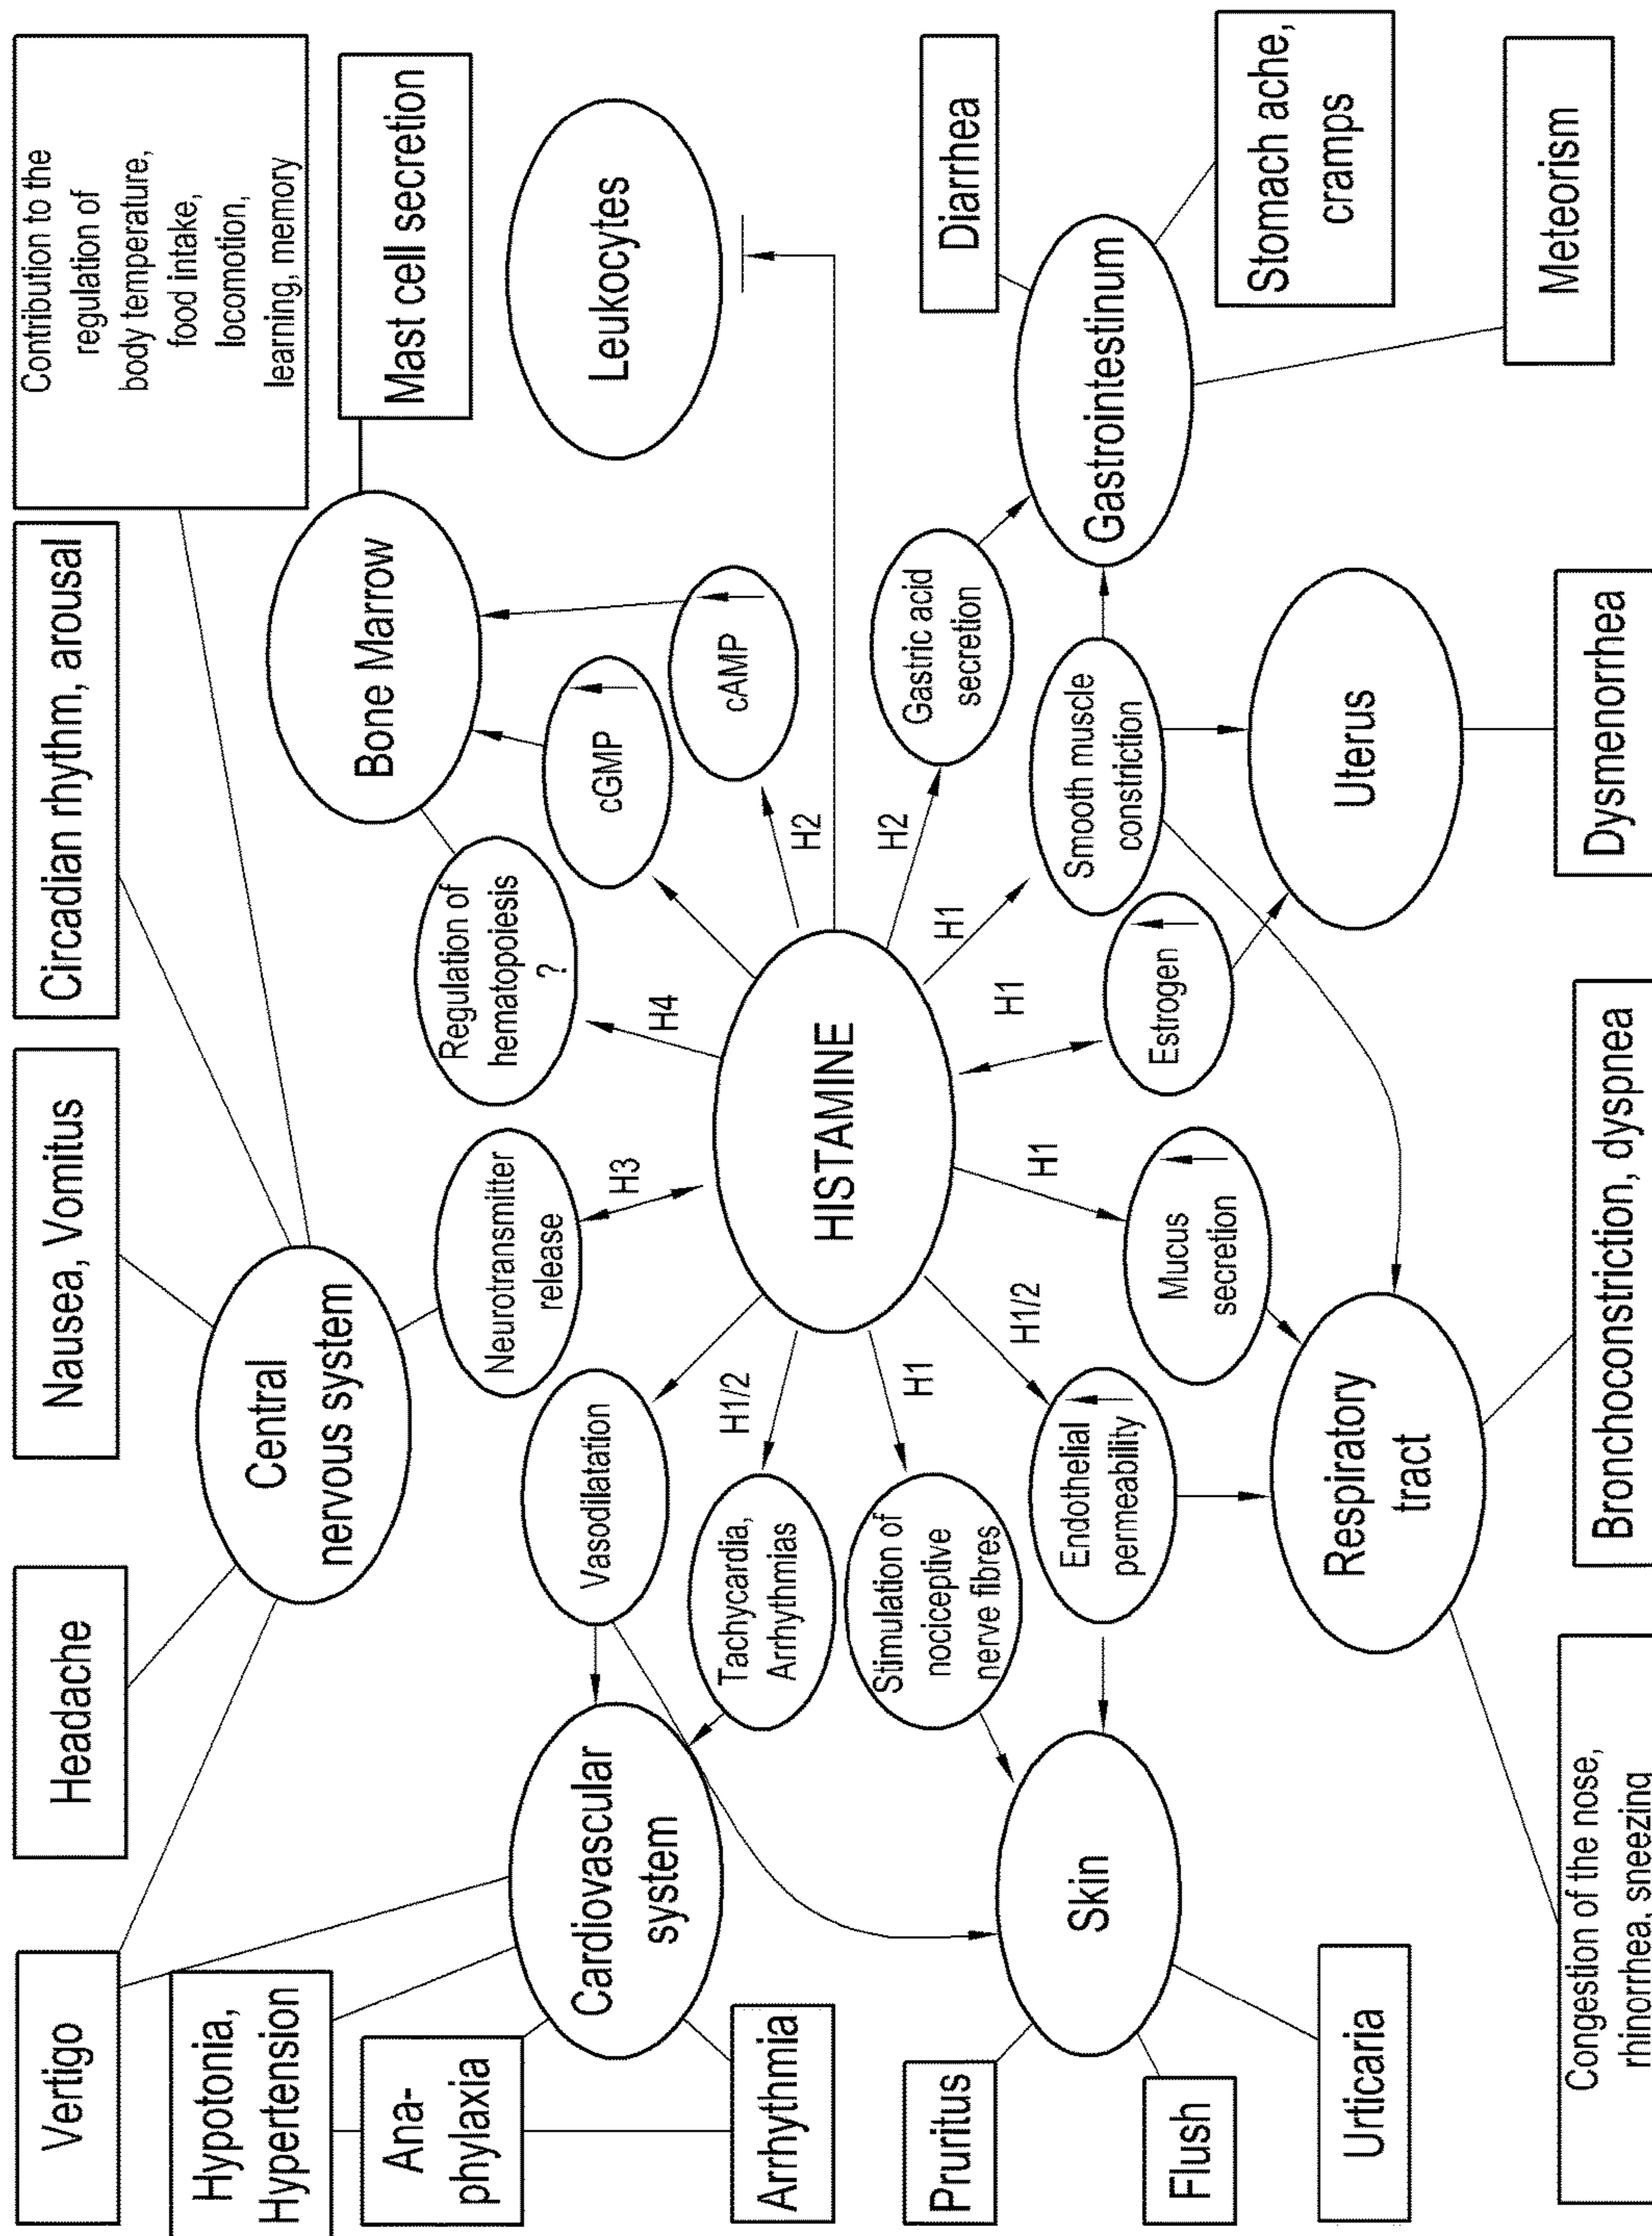 Vertigo
Headache
Nausea, Vomitus
Circadian rhythm, arousal
Contribution to the
regulation of
body temperature,
food intake,
locomotion,
learning, memory
Hypotonia,
Hypertension
Central
nervous system
Bone Marrow
Mast cell secretion
Ana-
phylaxia
Arrhythmia
Cardiovascular
system
Vasodilatation
Neurotransmitter
release
Regulation of
hematopoiesis
?
cGMP
cAMP
Leukocytes
H3
H4
H2
Tachycardia,
Arrhythmias
H1/2
HISTAMINE
H2
Gastric acid
secretion
Diarrhea
Pruritus
Stimulation of
nociceptive
nerve fibres
H1
H1
H1
H1/2
H1
Smooth muscle
constriction
Gastrointestinum
Skin
Endothelial
permeability
Mucus
secretion
Estrogen
Flush
Stomach ache,
cramps
Urticaria
Respiratory
tract
Uterus
Meteorism
Congestion of the nose,
rhinorrhea, sneezing
Bronchoconstriction, dyspnea
Dysmenorrhea